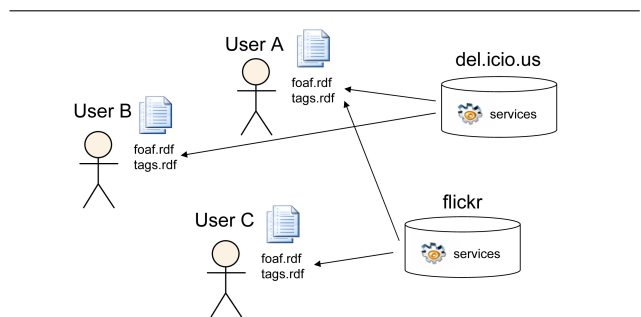 User A
foaf.rdf
tags.rdf
del.icio.us
services
User B
foaf.rdf
tags.rdf
flickr
services
User C
foaf.rdf
tags.rdf